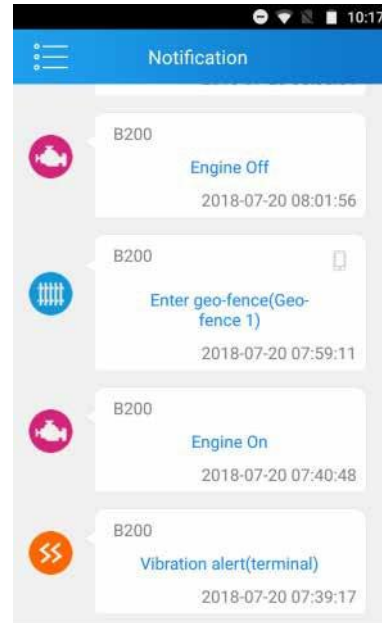 10:17
Notification
B200
Engine Off
2018-07-20 08:01:56
B200
Enter geo-fence(Geo-
fence 1)
2018-07-20 07:59:11
B200
Engine On
2018-07-20 07:40:48
B200
Vibration alert(terminal)
2018-07-20 07:39:17